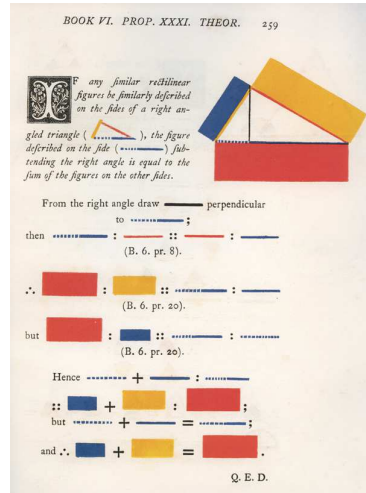 BOOK VI. PROP. XXXI. THEOR. 259
IF any ſimilar rectilinear
figures be ſimilarly deſcribed
on the ſides of a right an-
gled triangle ( ), the figure
deſcribed on the ſide ( ) ſub-
tending the right angle is equal to the
ſum of the figures on the other ſides.
From the right angle draw perpendicular
to ;
then : :: :
(B. 6. pr. 8).
∴ : :: :
(B. 6. pr. 20).
but : :: :
(B. 6. pr. 20).
Hence + :
:: + : ;
but + = ;
and ∴ + = .
Q. E. D.